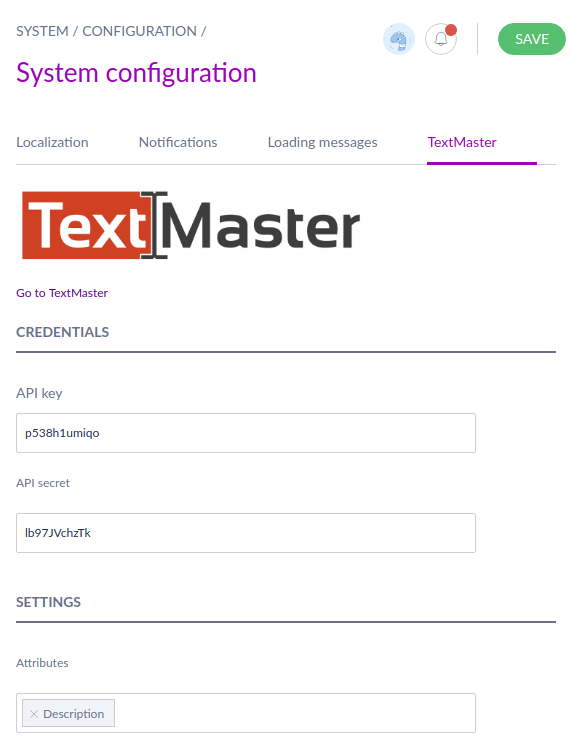 SYSTEM / CONFIGURATION /
SAVE
System configuration
Localization Notifications Loading messages TextMaster
TextMaster
Go to TextMaster
CREDENTIALS
API key
p538h1umiqo
API secret
lb97JVchzTk
SETTINGS
Attributes
× Description